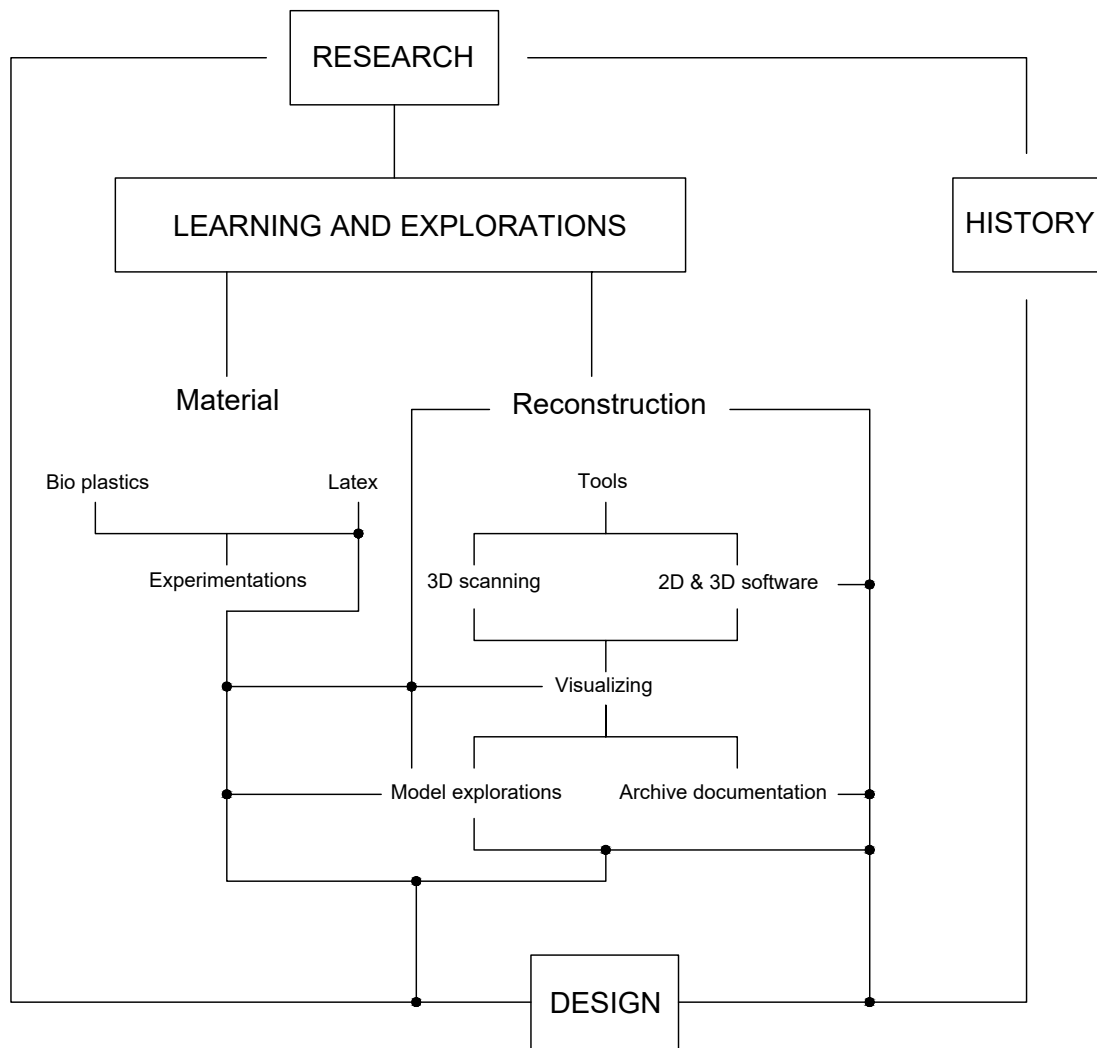 RESEARCH
LEARNING AND EXPLORATIONS
HISTORY
Material
Reconstruction
Bio plastics
Latex
Tools
Experimentations
3D scanning
2D & 3D software
Visualizing
Model explorations
Archive documentation
DESIGN